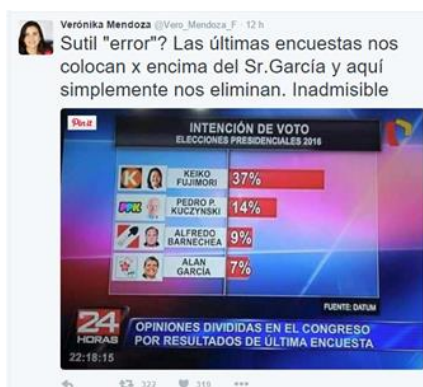 Verónika Mendoza @Vero_Mendoza_F · 12 h
Sutil "error"? Las últimas encuestas nos
colocan x encima del Sr.García y aquí
simplemente nos eliminan. Inadmisible
Pin it
INTENCIÓN DE VOTO
ELECCIONES PRESIDENCIALES 2016
K
KEIKO
FUJIMORI
37%
PPK
PEDRO P.
KUCZYNSKI
14%
ALFREDO
BARNECHEA
9%
ALAN
GARCÍA
7%
FUENTE: DATUM
24
HORAS
OPINIONES DIVIDIDAS EN EL CONGRESO
POR RESULTADOS DE ÚLTIMA ENCUESTA
22:18:15
322
319